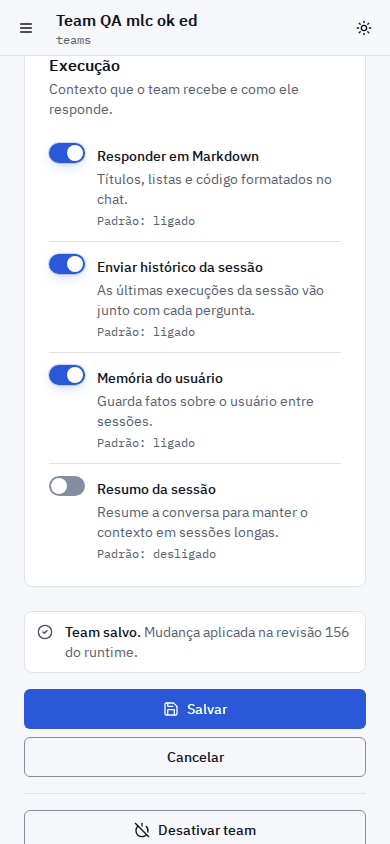 Team QA mlc ok ed
teams
Execução
Contexto que o team recebe e como ele
responde.
Responder em Markdown
Títulos, listas e código formatados no
chat.
Padrão: ligado
Enviar histórico da sessão
As últimas execuções da sessão vão
junto com cada pergunta.
Padrão: ligado
Memória do usuário
Guarda fatos sobre o usuário entre
sessões.
Padrão: ligado
Resumo da sessão
Resume a conversa para manter o
contexto em sessões longas.
Padrão: desligado
Team salvo. Mudança aplicada na revisão 156
do runtime.
Salvar
Cancelar
Desativar team